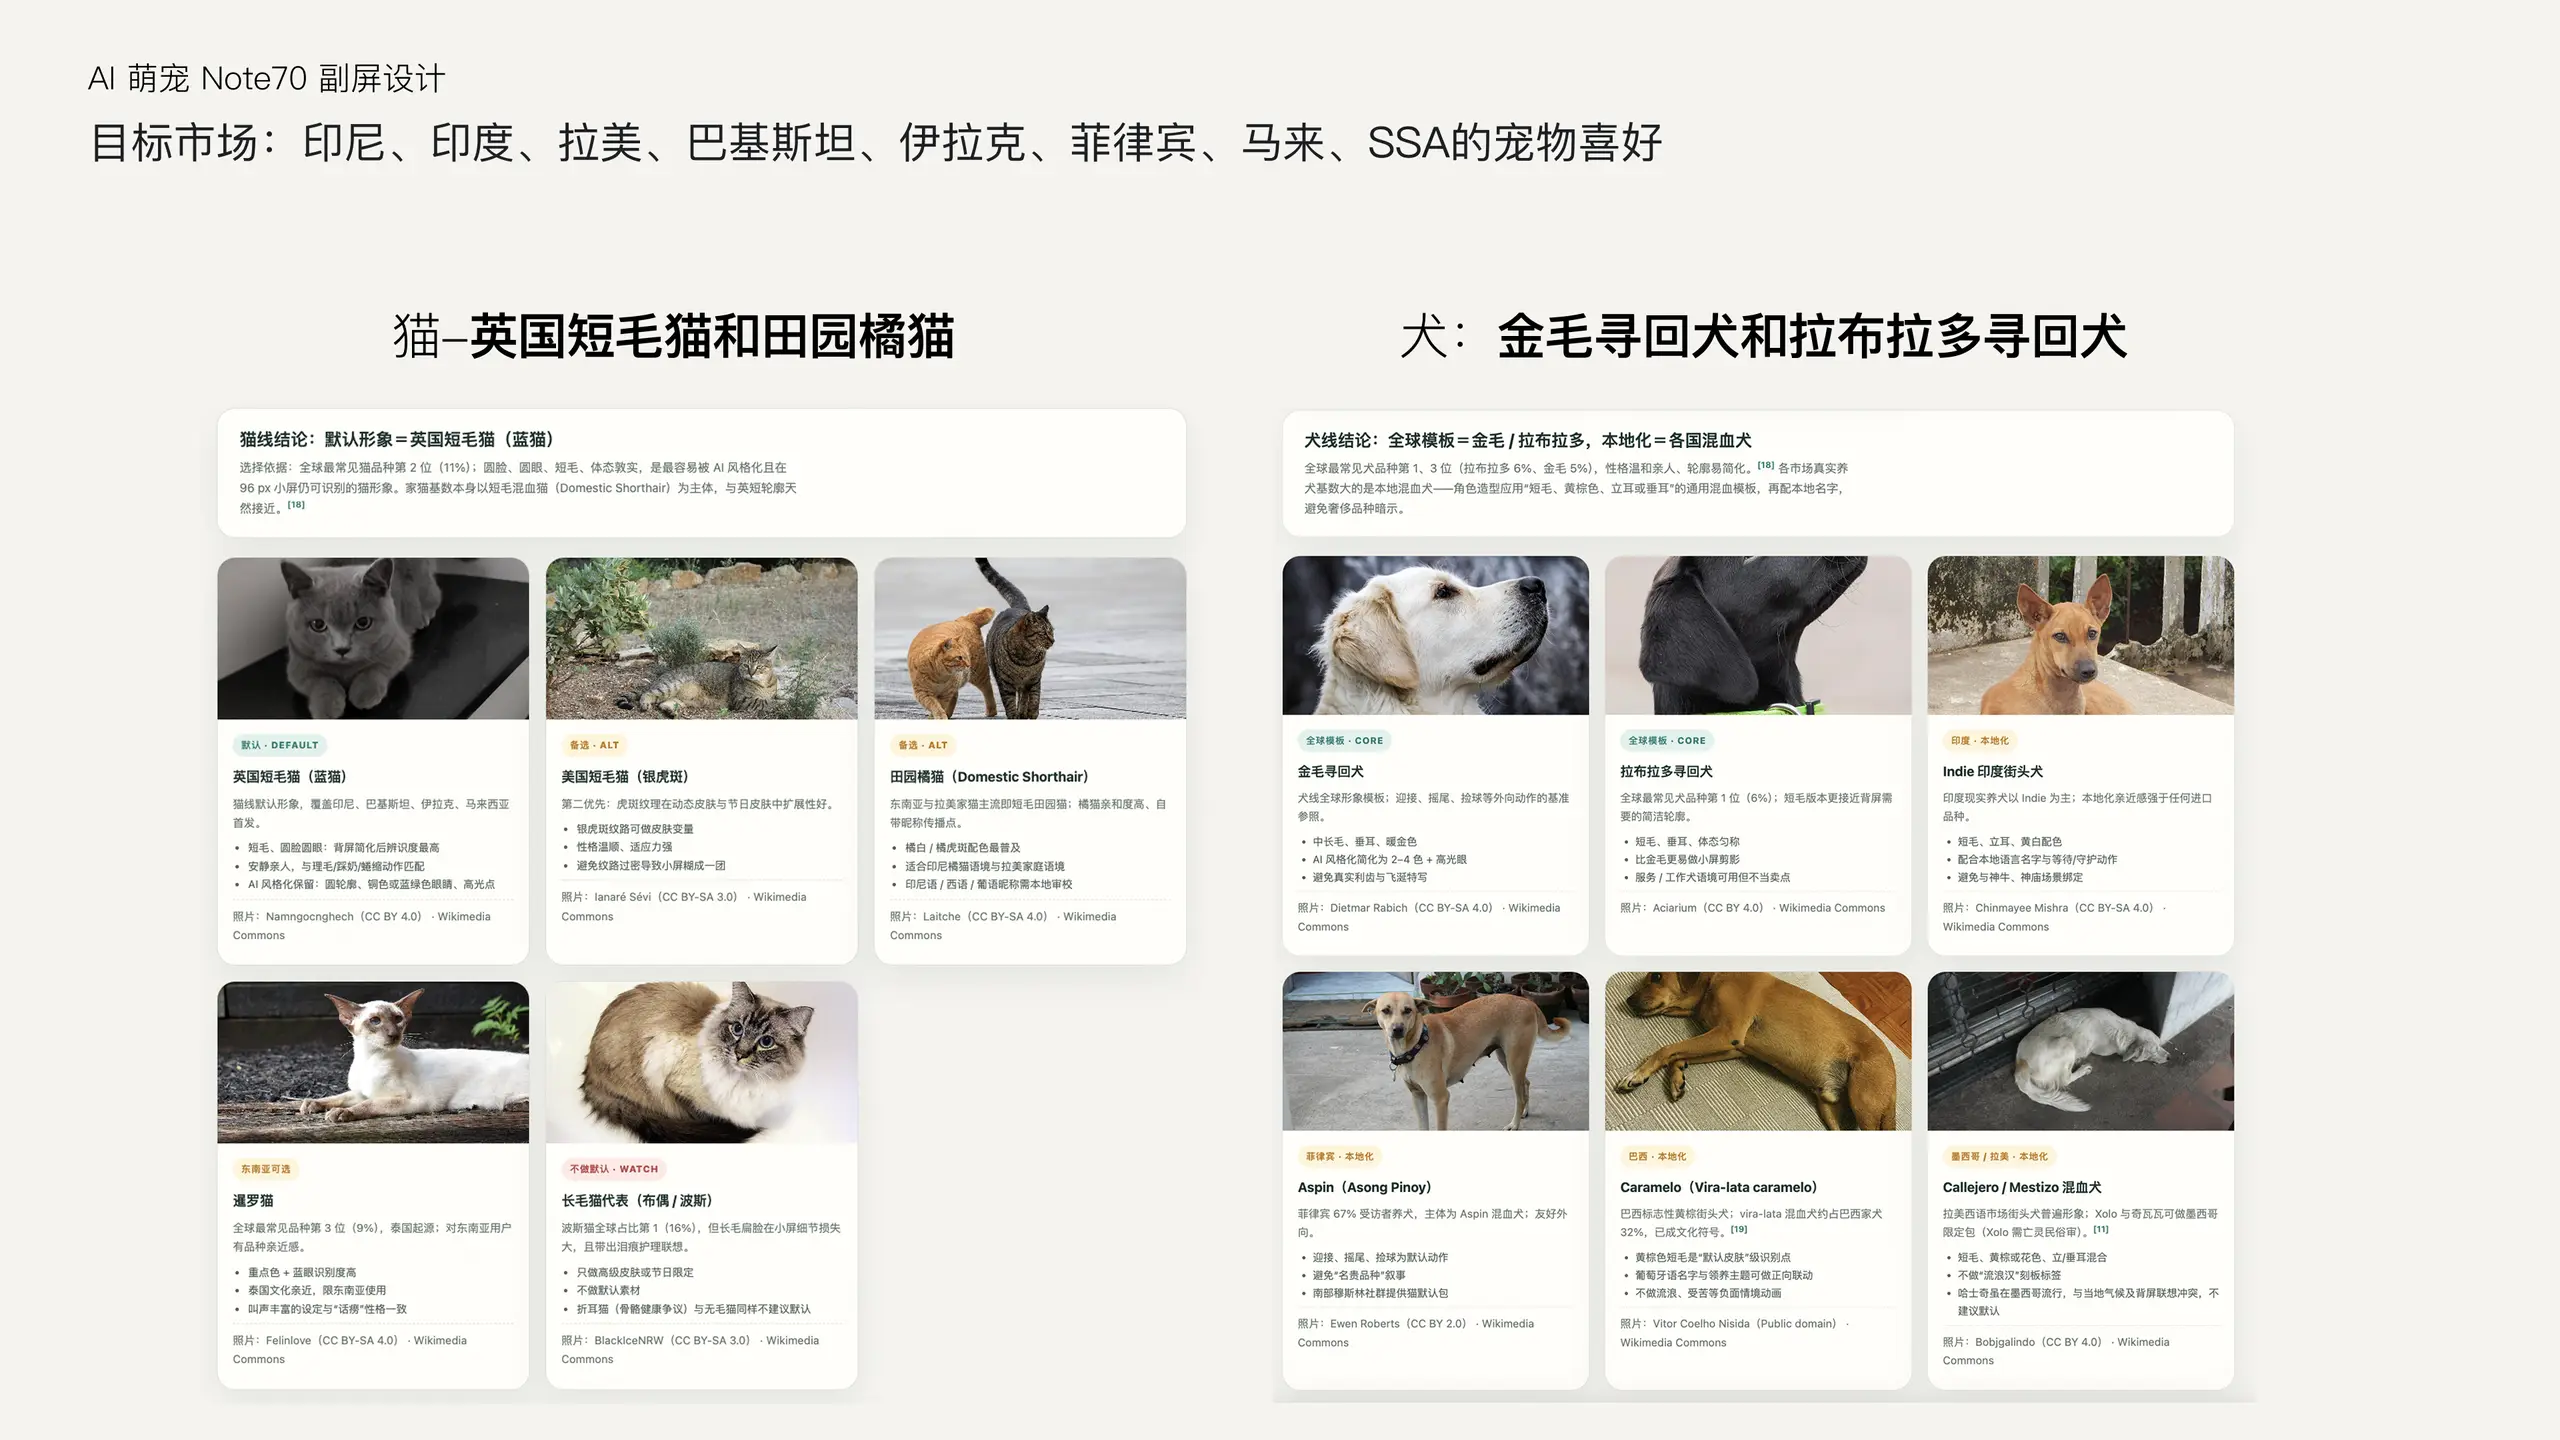 AI 萌宠 Note70 副屏设计
目标市场：印尼、印度、拉美、巴基斯坦、伊拉克、菲律宾、马来、SSA的宠物喜好
猫–英国短毛猫和田园橘猫
猫线结论：默认形象＝英国短毛猫（蓝猫）
选择依据：全球最常见猫品种第 2 位（11%）；圆脸、圆眼、短毛、体态敦实，是最容易被 AI 风格化且在
96 px 小屏仍可识别的猫形象。家猫基数本身以短毛混血猫（Domestic Shorthair）为主体，与英短轮廓天
然接近。[18]
默认 · DEFAULT
英国短毛猫（蓝猫）
猫线默认形象，覆盖印尼、巴基斯坦、伊拉克、马来西亚
首发。
• 短毛、圆脸圆眼：背屏简化后辨识度最高
• 安静亲人，与理毛/踩奶/蜷缩动作匹配
• AI 风格化保留：圆轮廓、铜色或蓝绿色眼睛、高光点
照片：Namngocnghech（CC BY 4.0） · Wikimedia
Commons
备选 · ALT
美国短毛猫（银虎斑）
第二优先：虎斑纹理在动态皮肤与节日皮肤中扩展性好。
• 银虎斑纹路可做皮肤变量
• 性格温顺、适应力强
• 避免纹路过密导致小屏糊成一团
照片：Ianaré Sévi（CC BY-SA 3.0） · Wikimedia
Commons
备选 · ALT
田园橘猫（Domestic Shorthair）
东南亚与拉美家猫主流即短毛田园猫；橘猫亲和度高、自
带昵称传播点。
• 橘白 / 橘虎斑配色最普及
• 适合印尼橘猫语境与拉美家庭语境
• 印尼语 / 西语 / 葡语昵称需本地审校
照片：Laitche（CC BY-SA 4.0） · Wikimedia
Commons
东南亚可选
暹罗猫
全球最常见品种第 3 位（9%），泰国起源；对东南亚用户
有品种亲近感。
• 重点色 + 蓝眼识别度高
• 泰国文化亲近，限东南亚使用
• 叫声丰富的设定与“话痨”性格一致
照片：Felinlove（CC BY-SA 4.0） · Wikimedia
Commons
不做默认 · WATCH
长毛猫代表（布偶 / 波斯）
波斯猫全球占比第 1（16%），但长毛扁脸在小屏细节损失
大，且带出泪痕护理联想。
• 只做高级皮肤或节日限定
• 不做默认素材
• 折耳猫（骨骼健康争议）与无毛猫同样不建议默认
照片：BlackIceNRW（CC BY-SA 3.0） · Wikimedia
Commons
犬：金毛寻回犬和拉布拉多寻回犬
犬线结论：全球模板＝金毛 / 拉布拉多，本地化＝各国混血犬
全球最常见犬品种第 1、3 位（拉布拉多 6%、金毛 5%），性格温和亲人、轮廓易简化。[18] 各市场真实养
犬基数大的是本地混血犬——角色造型应用“短毛、黄棕色、立耳或垂耳”的通用混血模板，再配本地名字，
避免奢侈品种暗示。
全球模板 · CORE
金毛寻回犬
犬线全球形象模板；迎接、摇尾、捡球等外向动作的基准
参照。
• 中长毛、垂耳、暖金色
• AI 风格化简化为 2–4 色 + 高光眼
• 避免真实利齿与飞涎特写
照片：Dietmar Rabich（CC BY-SA 4.0） · Wikimedia
Commons
全球模板 · CORE
拉布拉多寻回犬
全球最常见犬品种第 1 位（6%）；短毛版本更接近背屏需
要的简洁轮廓。
• 短毛、垂耳、体态匀称
• 比金毛更易做小屏剪影
• 服务 / 工作犬语境可用但不当卖点
照片：Aciarium（CC BY 4.0） · Wikimedia Commons
印度 · 本地化
Indie 印度街头犬
印度现实养犬以 Indie 为主；本地化亲近感强于任何进口
品种。
• 短毛、立耳、黄白配色
• 配合本地语言名字与等待/守护动作
• 避免与神牛、神庙场景绑定
照片：Chinmayee Mishra（CC BY-SA 4.0） ·
Wikimedia Commons
菲律宾 · 本地化
Aspin（Asong Pinoy）
菲律宾 67% 受访者养犬，主体为 Aspin 混血犬；友好外
向。
• 迎接、摇尾、捡球为默认动作
• 避免“名贵品种”叙事
• 南部穆斯林社群提供猫默认包
照片：Ewen Roberts（CC BY 2.0） · Wikimedia
Commons
巴西 · 本地化
Caramelo（Vira-lata caramelo）
巴西标志性黄棕街头犬；vira-lata 混血犬约占巴西家犬
32%，已成文化符号。[19]
• 黄棕色短毛是“默认皮肤”级识别点
• 葡萄牙语名字与领养主题可做正向联动
• 不做流浪、受苦等负面情境动画
照片：Vitor Coelho Nisida（Public domain） ·
Wikimedia Commons
墨西哥 / 拉美 · 本地化
Callejero / Mestizo 混血犬
拉美西语市场街头犬普遍形象；Xolo 与奇瓦瓦可做墨西哥
限定包（Xolo 需亡灵民俗审）。[11]
• 短毛、黄棕或花色、立/垂耳混合
• 不做“流浪汉”刻板标签
• 哈士奇虽在墨西哥流行，与当地气候及背屏联想冲突，不
建议默认
照片：Bobjgalindo（CC BY 4.0） · Wikimedia
Commons